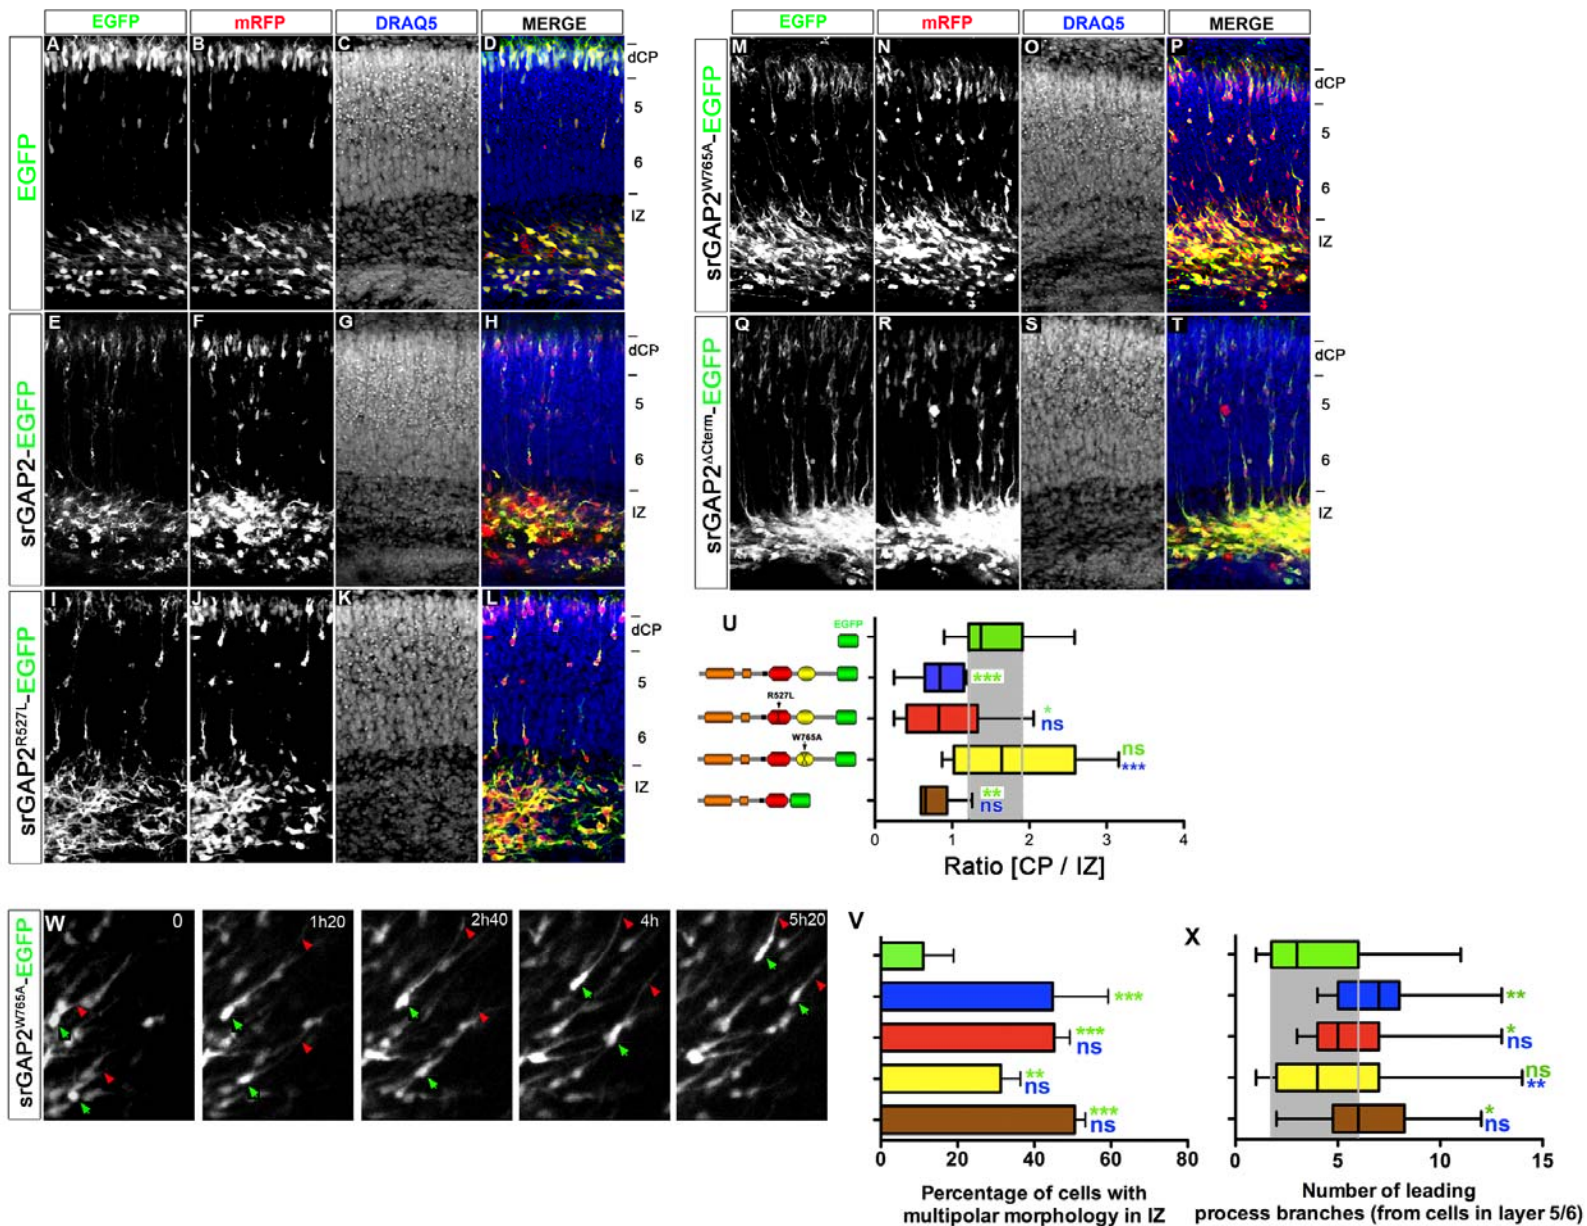 EGFP mRFP DRAQ5 MERGE
EGFP
A B C D
dCP
5
6
IZ
srGAP2-EGFP
E F G H
dCP
5
6
IZ
srGAP2R527L-EGFP
I J K L
dCP
5
6
IZ
EGFP mRFP DRAQ5 MERGE
srGAP2W765A-EGFP
M N O P
dCP
5
6
IZ
srGAP2ΔCterm-EGFP
Q R S T
dCP
5
6
IZ
U
EGFP
***
R527L
*
ns
W765A
ns
***
**
ns
0 1 2 3 4
Ratio [CP / IZ]
srGAP2W765A-EGFP
W 0 1h20 2h40 4h 5h20
V
***
***
ns
**
ns
***
ns
0 20 40 60 80
Percentage of cells with
multipolar morphology in IZ
X
**
*
ns
ns
**
*
ns
0 5 10 15
Number of leading
process branches (from cells in layer 5/6)